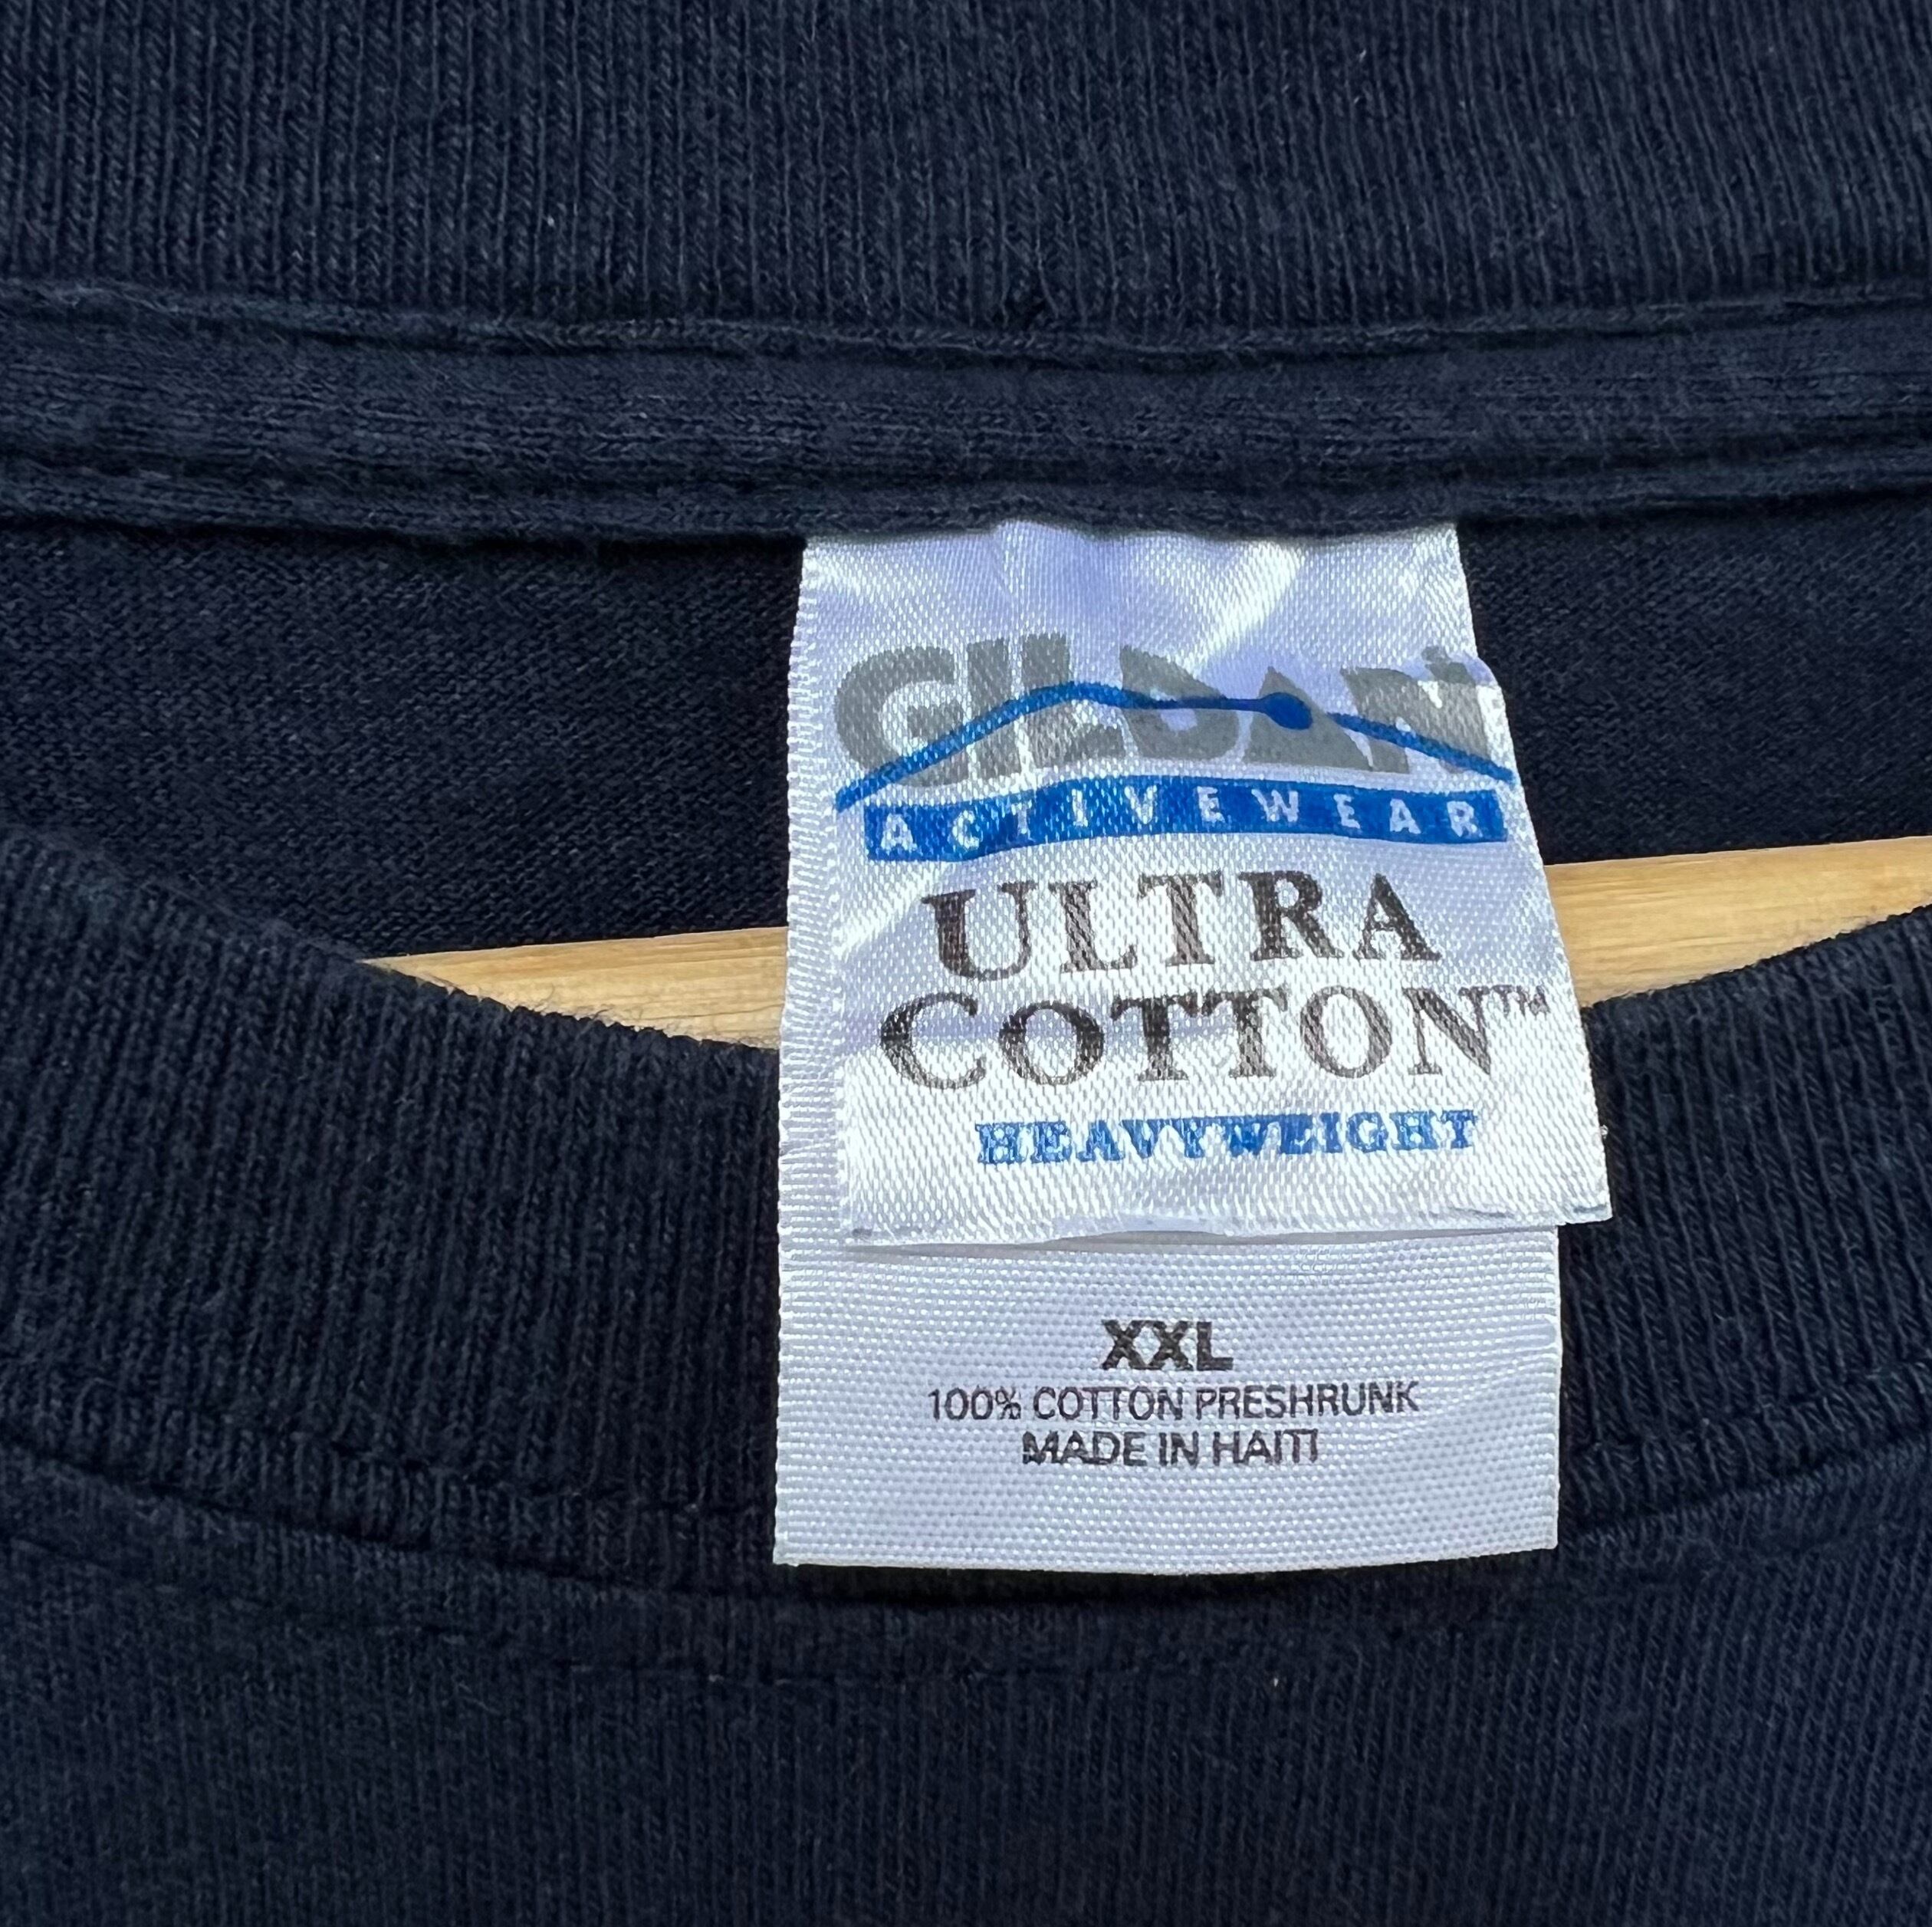 GILDAN
ACTIVEWEAR
ULTRA
COTTON™
HEAVYWEIGHT
XXL
100% COTTON PRESHRUNK
MADE IN HAITI